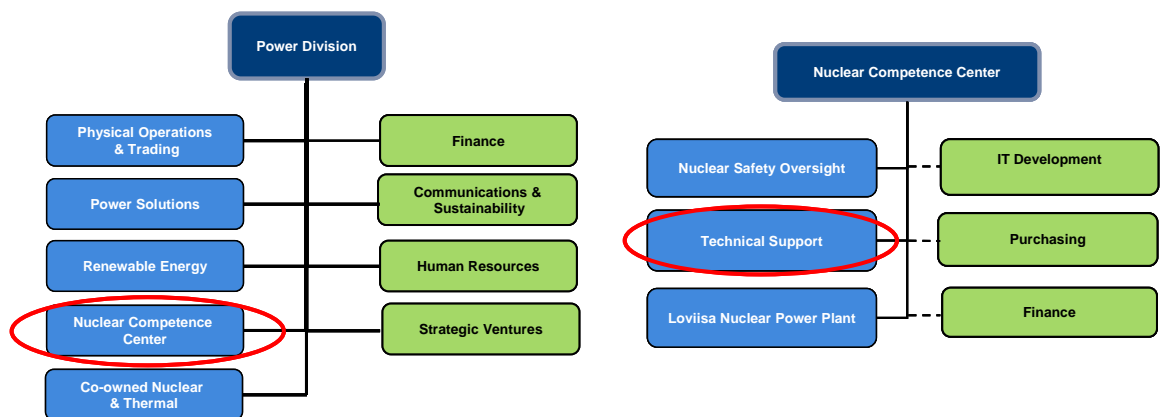 Power Division
Physical Operations
& Trading
Finance
Power Solutions
Communications &
Sustainability
Renewable Energy
Human Resources
Nuclear Competence
Center
Strategic Ventures
Co-owned Nuclear
& Thermal
Nuclear Competence Center
Nuclear Safety Oversight
IT Development
Technical Support
Purchasing
Loviisa Nuclear Power Plant
Finance